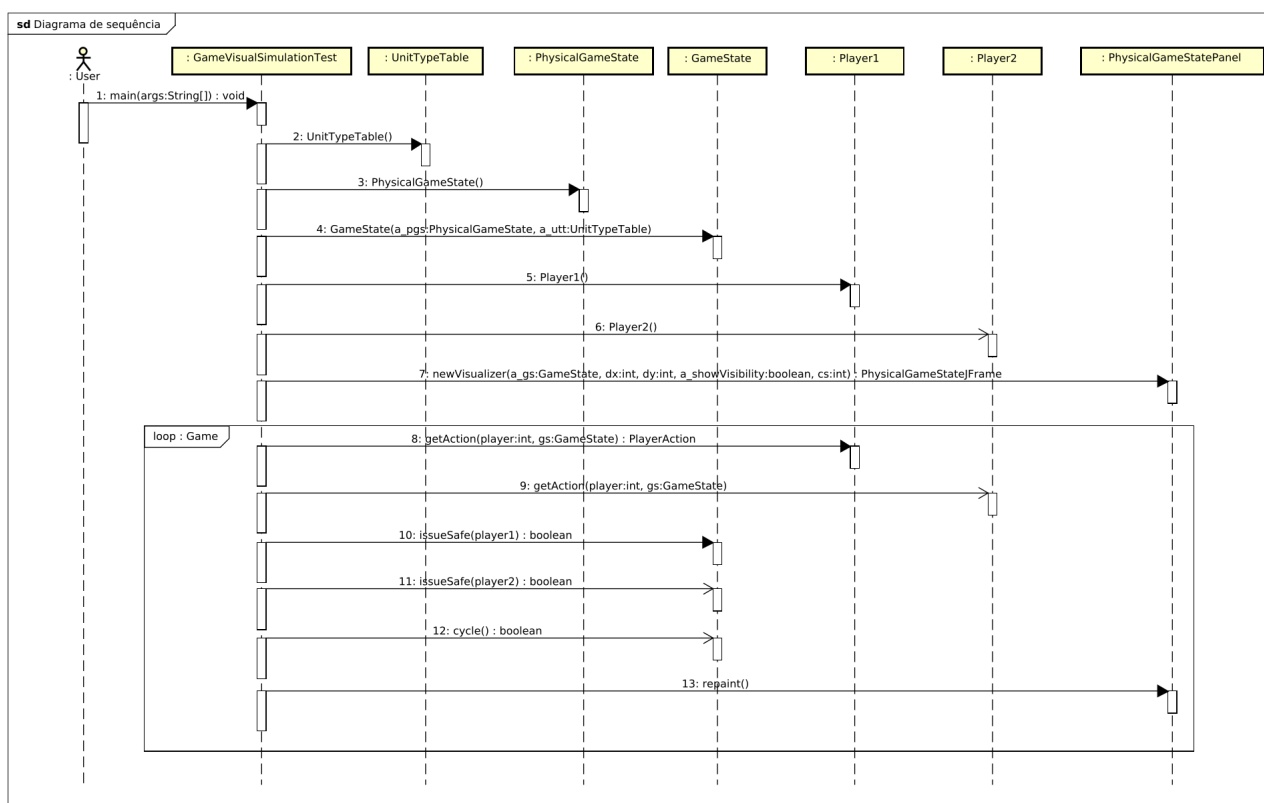 sd Diagrama de sequência
: User
: GameVisualSimulationTest
: UnitTypeTable
: PhysicalGameState
: GameState
: Player1
: Player2
: PhysicalGameStatePanel
1: main(args:String[]) : void
2: UnitTypeTable()
3: PhysicalGameState()
4: GameState(a_pgs:PhysicalGameState, a_utt:UnitTypeTable)
5: Player1()
6: Player2()
7: newVisualizer(a_gs:GameState, dx:int, dy:int, a_showVisibility:boolean, cs:int) : PhysicalGameStateJFrame
loop : Game
8: getAction(player:int, gs:GameState) : PlayerAction
9: getAction(player:int, gs:GameState)
10: issueSafe(player1) : boolean
11: issueSafe(player2) : boolean
12: cycle() : boolean
13: repaint()